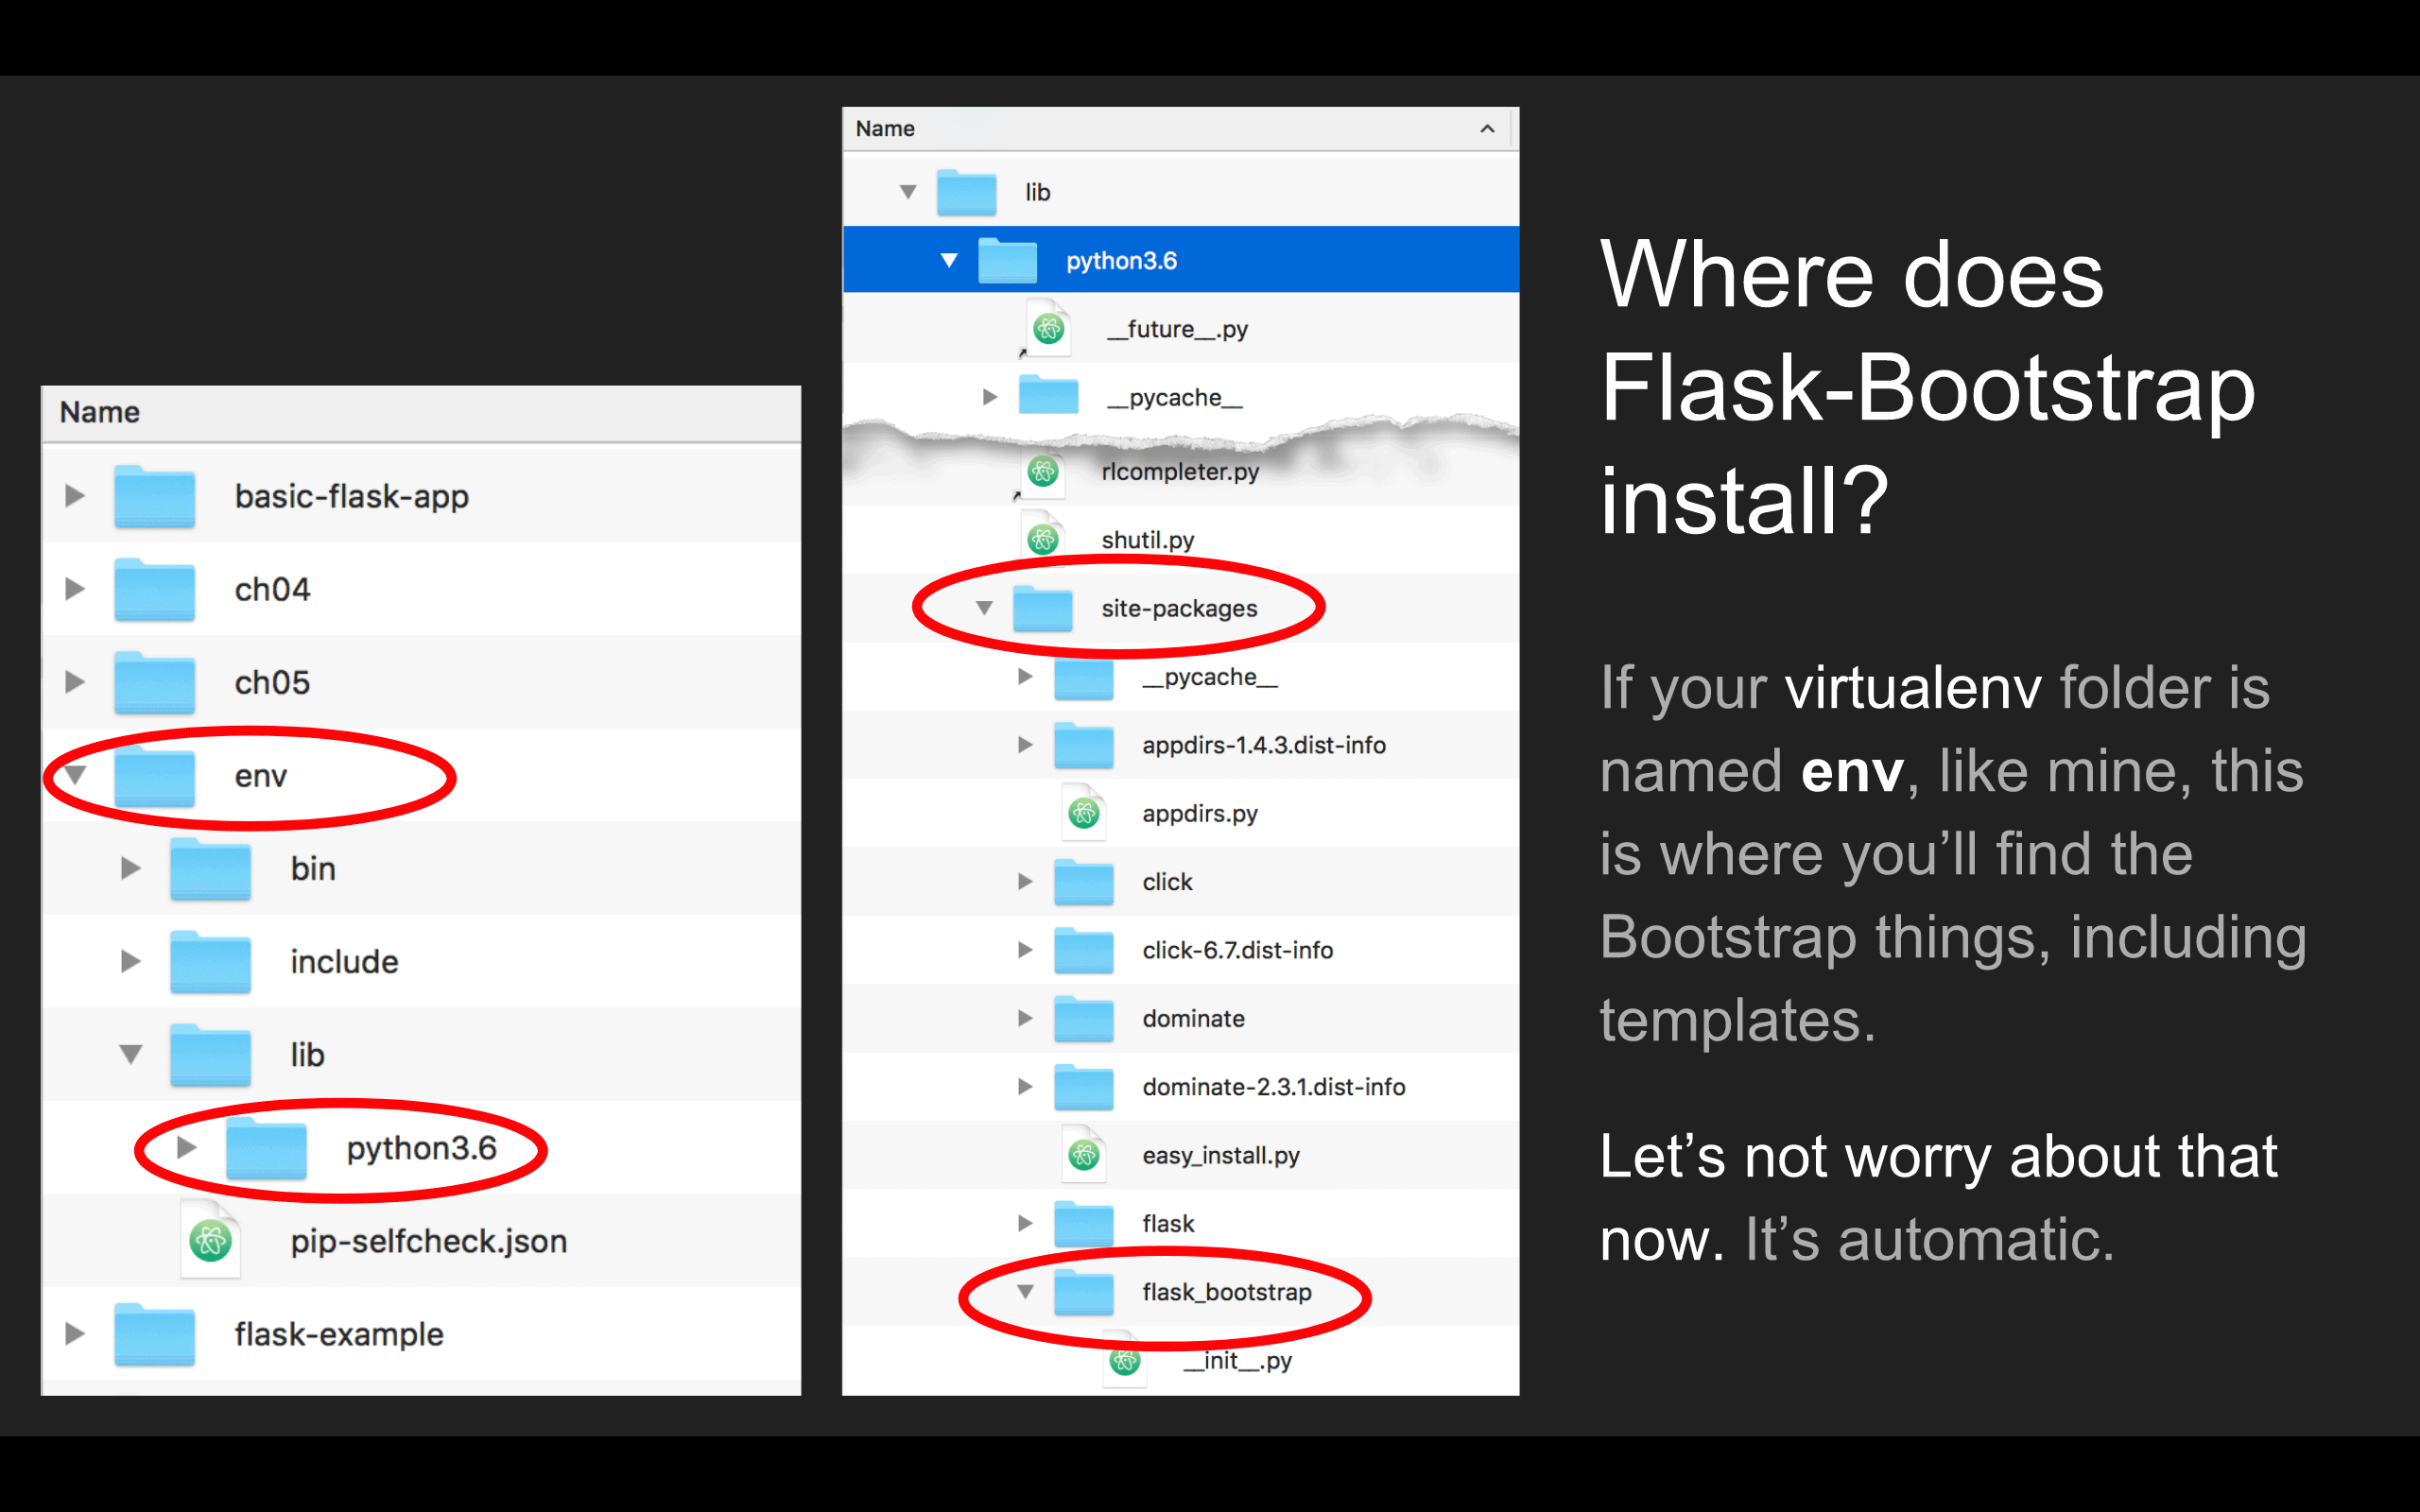 Name
basic-flask-app
ch04
ch05
env
bin
include
lib
python3.6
pip-selfcheck.json
flask-example
Name
lib
python3.6
__future__.py
__pycache__
rlcompleter.py
shutil.py
site-packages
__pycache__
appdirs-1.4.3.dist-info
appdirs.py
click
click-6.7.dist-info
dominate
dominate-2.3.1.dist-info
easy_install.py
flask
flask_bootstrap
__init__.py
Where does
Flask-Bootstrap
install?
If your virtualenv folder is
named env, like mine, this
is where you’ll find the
Bootstrap things, including
templates.
Let’s not worry about that
now. It’s automatic.